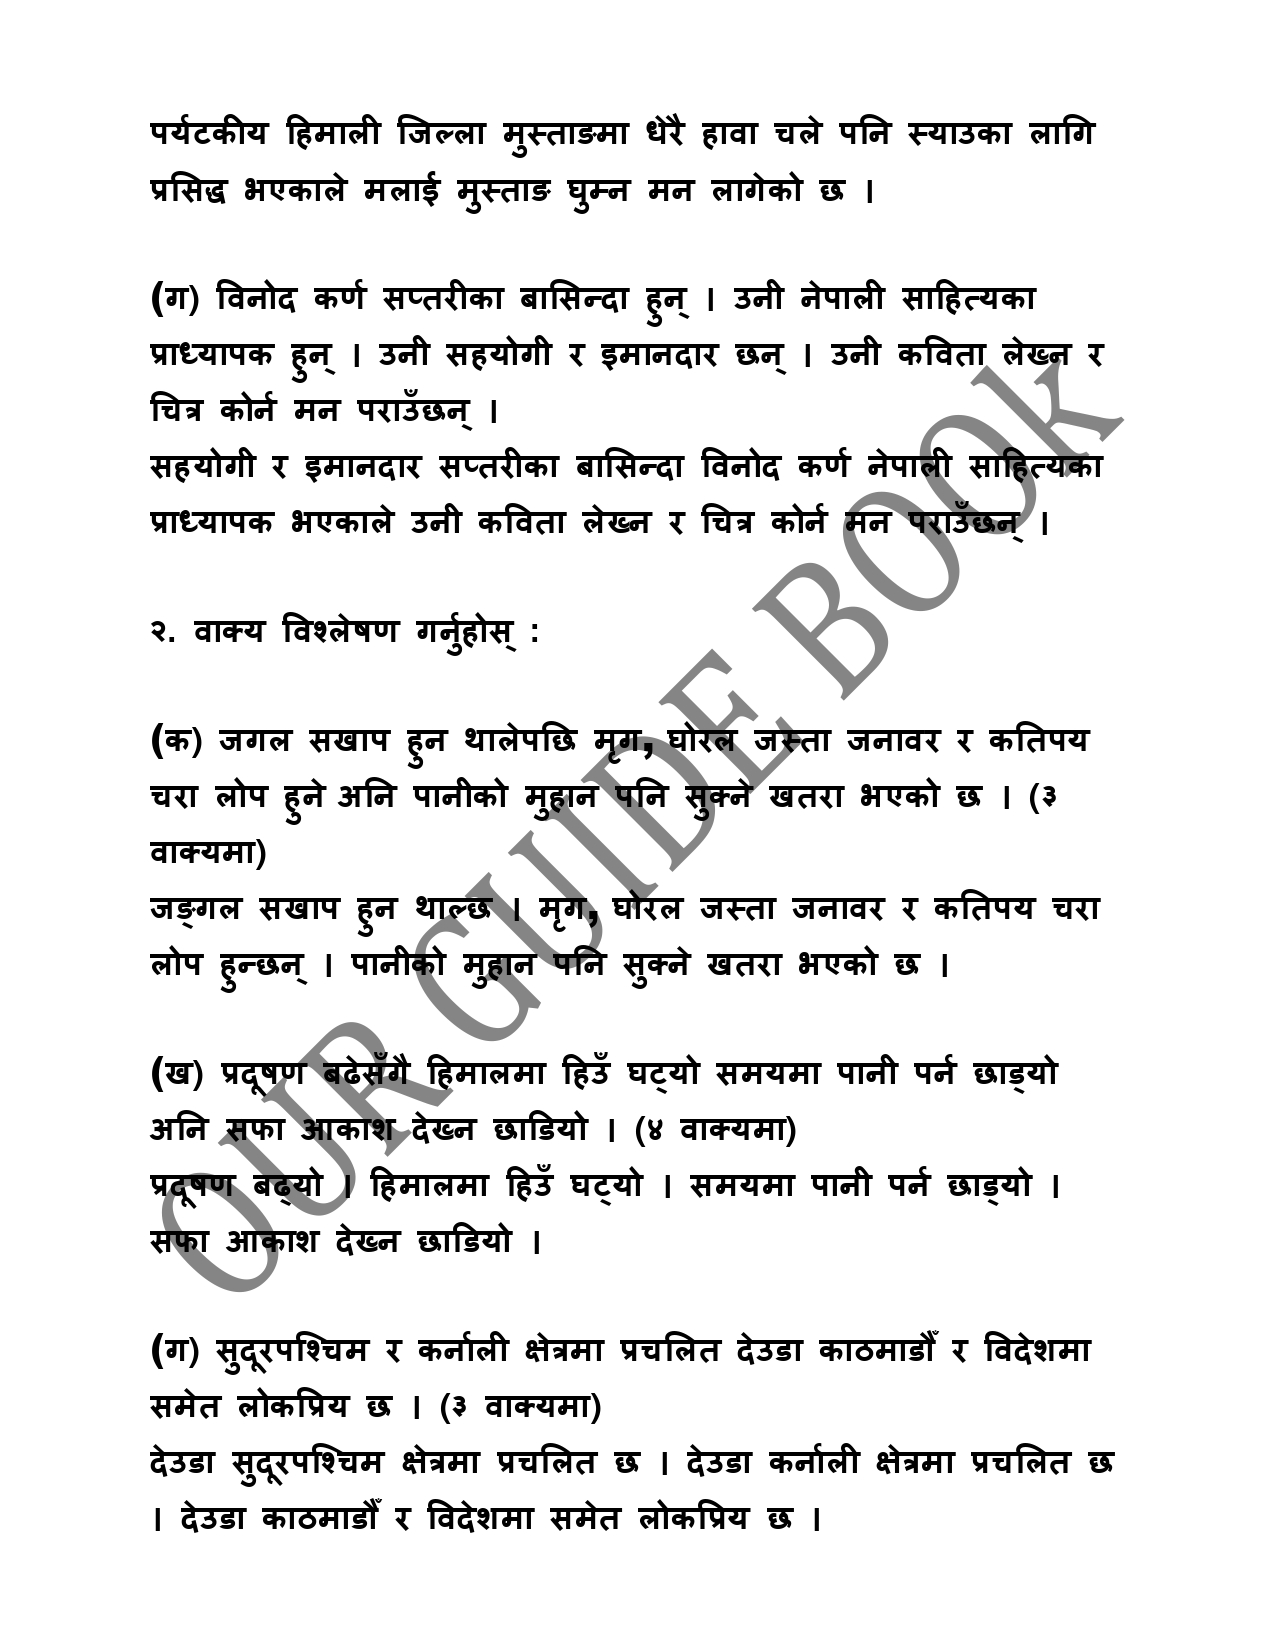 पर्यटकीय हिमाली जिल्ला मुस्ताङमा धेरै हावा चले पनि स्याउका लागि
प्रसिद्ध भएकाले मलाई मुस्ताङ घुम्न मन लागेको छ ।
(ग) विनोद कर्ण सप्तरीका बासिन्दा हुन् । उनी नेपाली साहित्यका
प्राध्यापक हुन् । उनी सहयोगी र इमानदार छन् । उनी कविता लेख्न र
चित्र कोर्न मन पराउँछन् ।
सहयोगी र इमानदार सप्तरीका बासिन्दा विनोद कर्ण नेपाली साहित्यका
प्राध्यापक भएकाले उनी कविता लेख्न र चित्र कोर्न मन पराउँछन् ।
२. वाक्य विश्लेषण गर्नुहोस् :
(क) जगल सखाप हुन थालेपछि मृग, घोरल जस्ता जनावर र कतिपय
चरा लोप हुने अनि पानीको मुहान पनि सुक्ने खतरा भएको छ । (३
वाक्यमा)
जङ्गल सखाप हुन थाल्छ । मृग, घोरल जस्ता जनावर र कतिपय चरा
लोप हुन्छन् । पानीको मुहान पनि सुक्ने खतरा भएको छ ।
(ख) प्रदूषण बढेसँगै हिमालमा हिउँ घट्यो समयमा पानी पर्न छाड्यो
अनि सफा आकाश देख्न छाडियो । (४ वाक्यमा)
प्रदूषण बढ्यो । हिमालमा हिउँ घट्यो । समयमा पानी पर्न छाड्यो ।
सफा आकाश देख्न छाडियो ।
(ग) सुदूरपश्चिम र कर्नाली क्षेत्रमा प्रचलित देउडा काठमाडौँ र विदेशमा
समेत लोकप्रिय छ । (३ वाक्यमा)
देउडा सुदूरपश्चिम क्षेत्रमा प्रचलित छ । देउडा कर्नाली क्षेत्रमा प्रचलित छ
। देउडा काठमाडौँ र विदेशमा समेत लोकप्रिय छ ।
OUR GUIDE BOOK